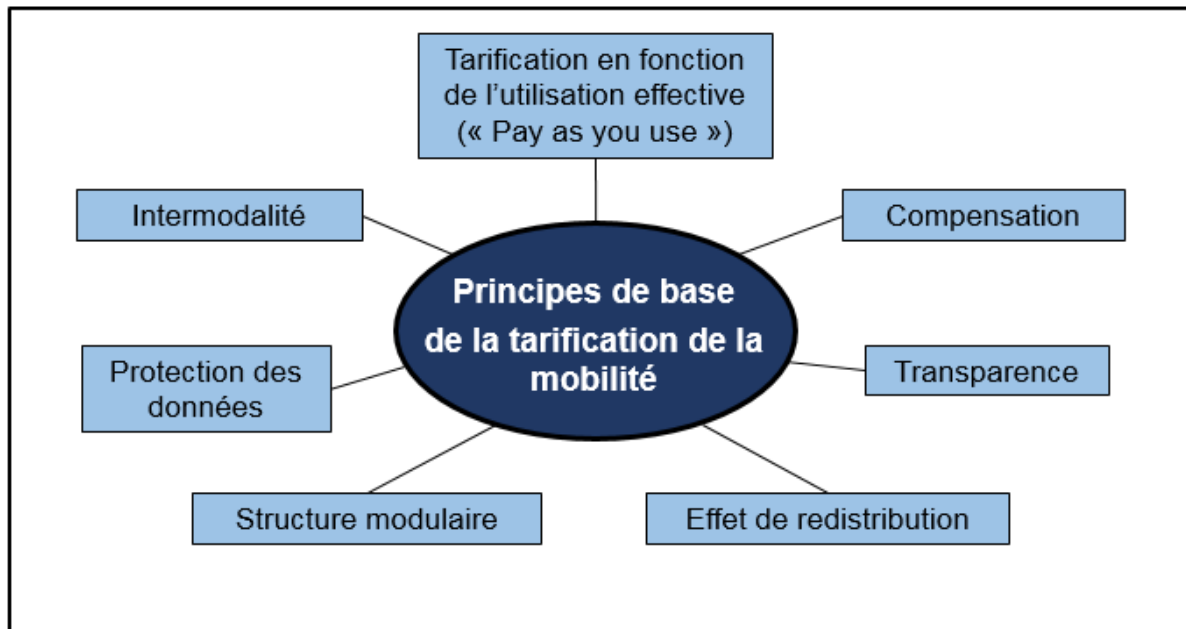 Tarification en fonction
de l’utilisation effective
(« Pay as you use »)
Intermodalité
Compensation
Principes de base
de la tarification de la
mobilité
Protection des
données
Transparence
Structure modulaire
Effet de redistribution